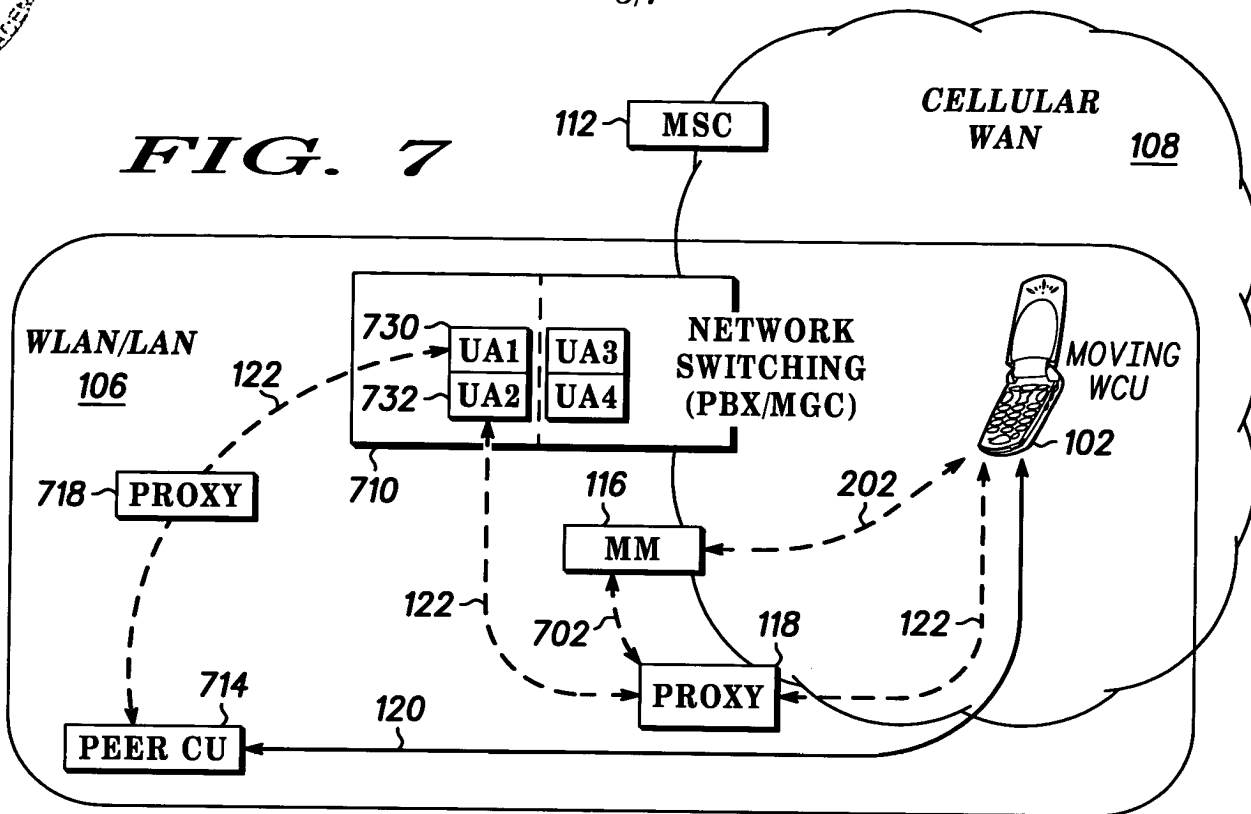 FIG. 7
112 MSC
CELLULAR
WAN
108
WLAN/LAN
106
122
730
732
UA1
UA2
UA3
UA4
NETWORK
SWITCHING
(PBX/MGC)
710
MOVING
WCU
102
718 PROXY
116
MM
202
122
702
118
PROXY
122
714
PEER CU
120